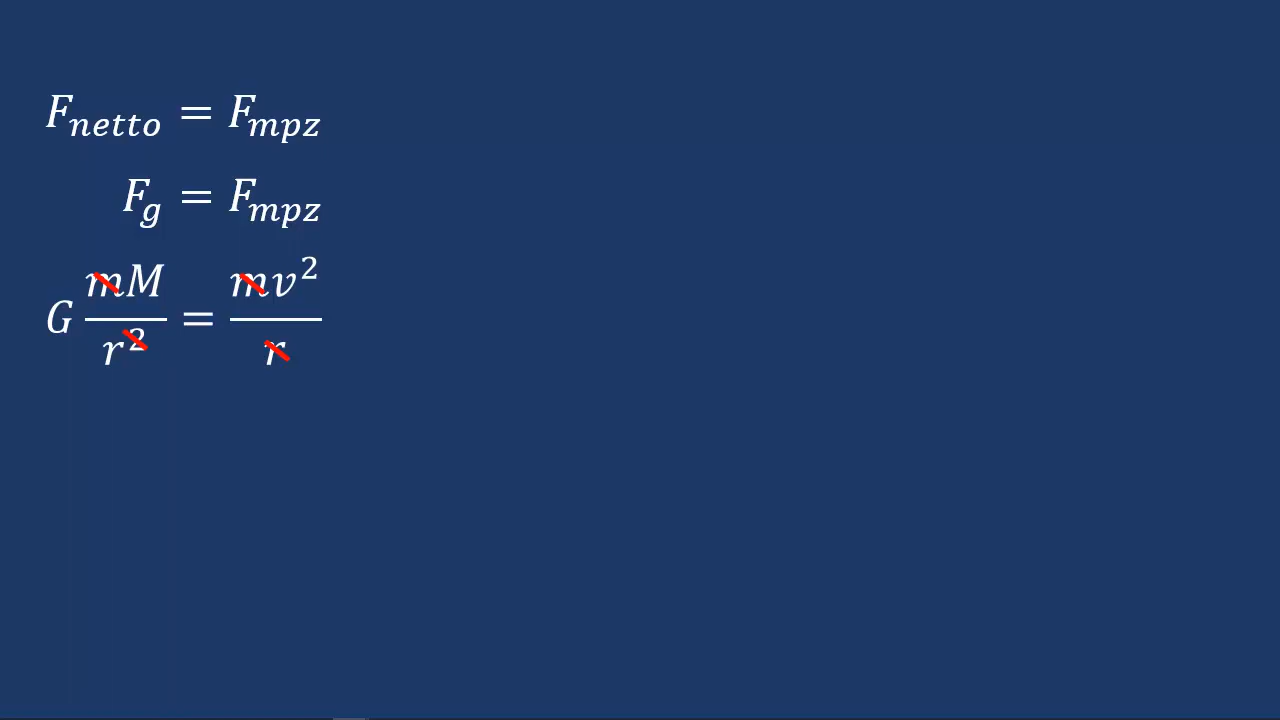 F_netto = F_mpz
F_g = F_mpz
G mM/r² = mv²/r